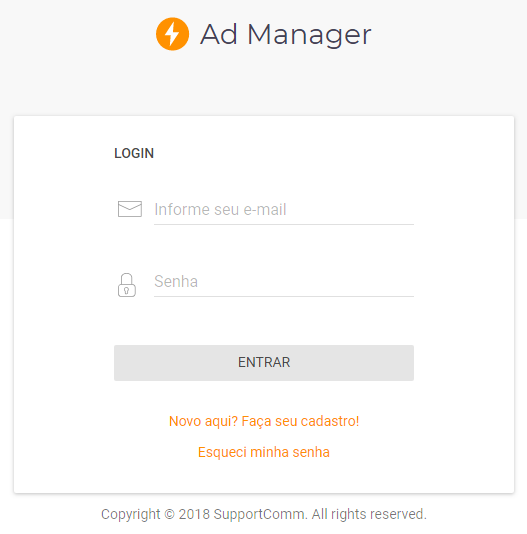 Ad Manager
LOGIN
Informe seu e-mail
Senha
ENTRAR
Novo aqui? Faça seu cadastro!
Esqueci minha senha
Copyright © 2018 SupportComm. All rights reserved.